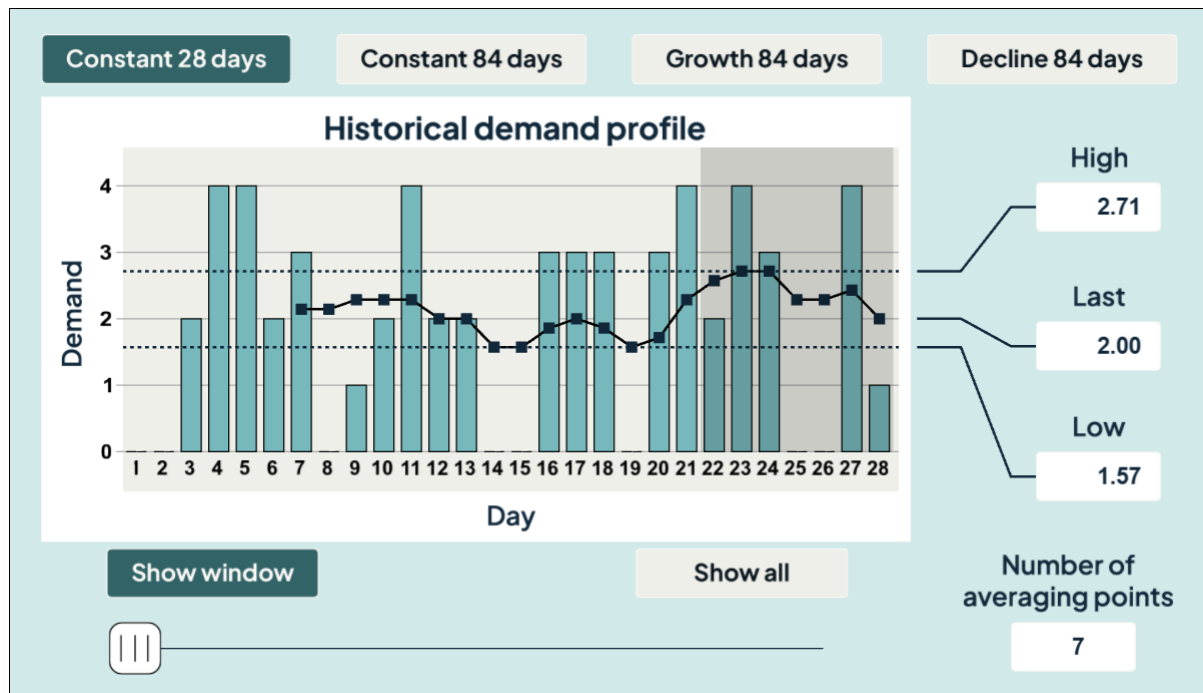 Constant 28 days
Constant 84 days
Growth 84 days
Decline 84 days
Historical demand profile
High
2.71
Last
2.00
Low
1.57
Demand
4
3
2
1
0
1 2 3 4 5 6 7 8 9 10 11 12 13 14 15 16 17 18 19 20 21 22 23 24 25 26 27 28
Day
Show window
Show all
Number of
averaging points
7